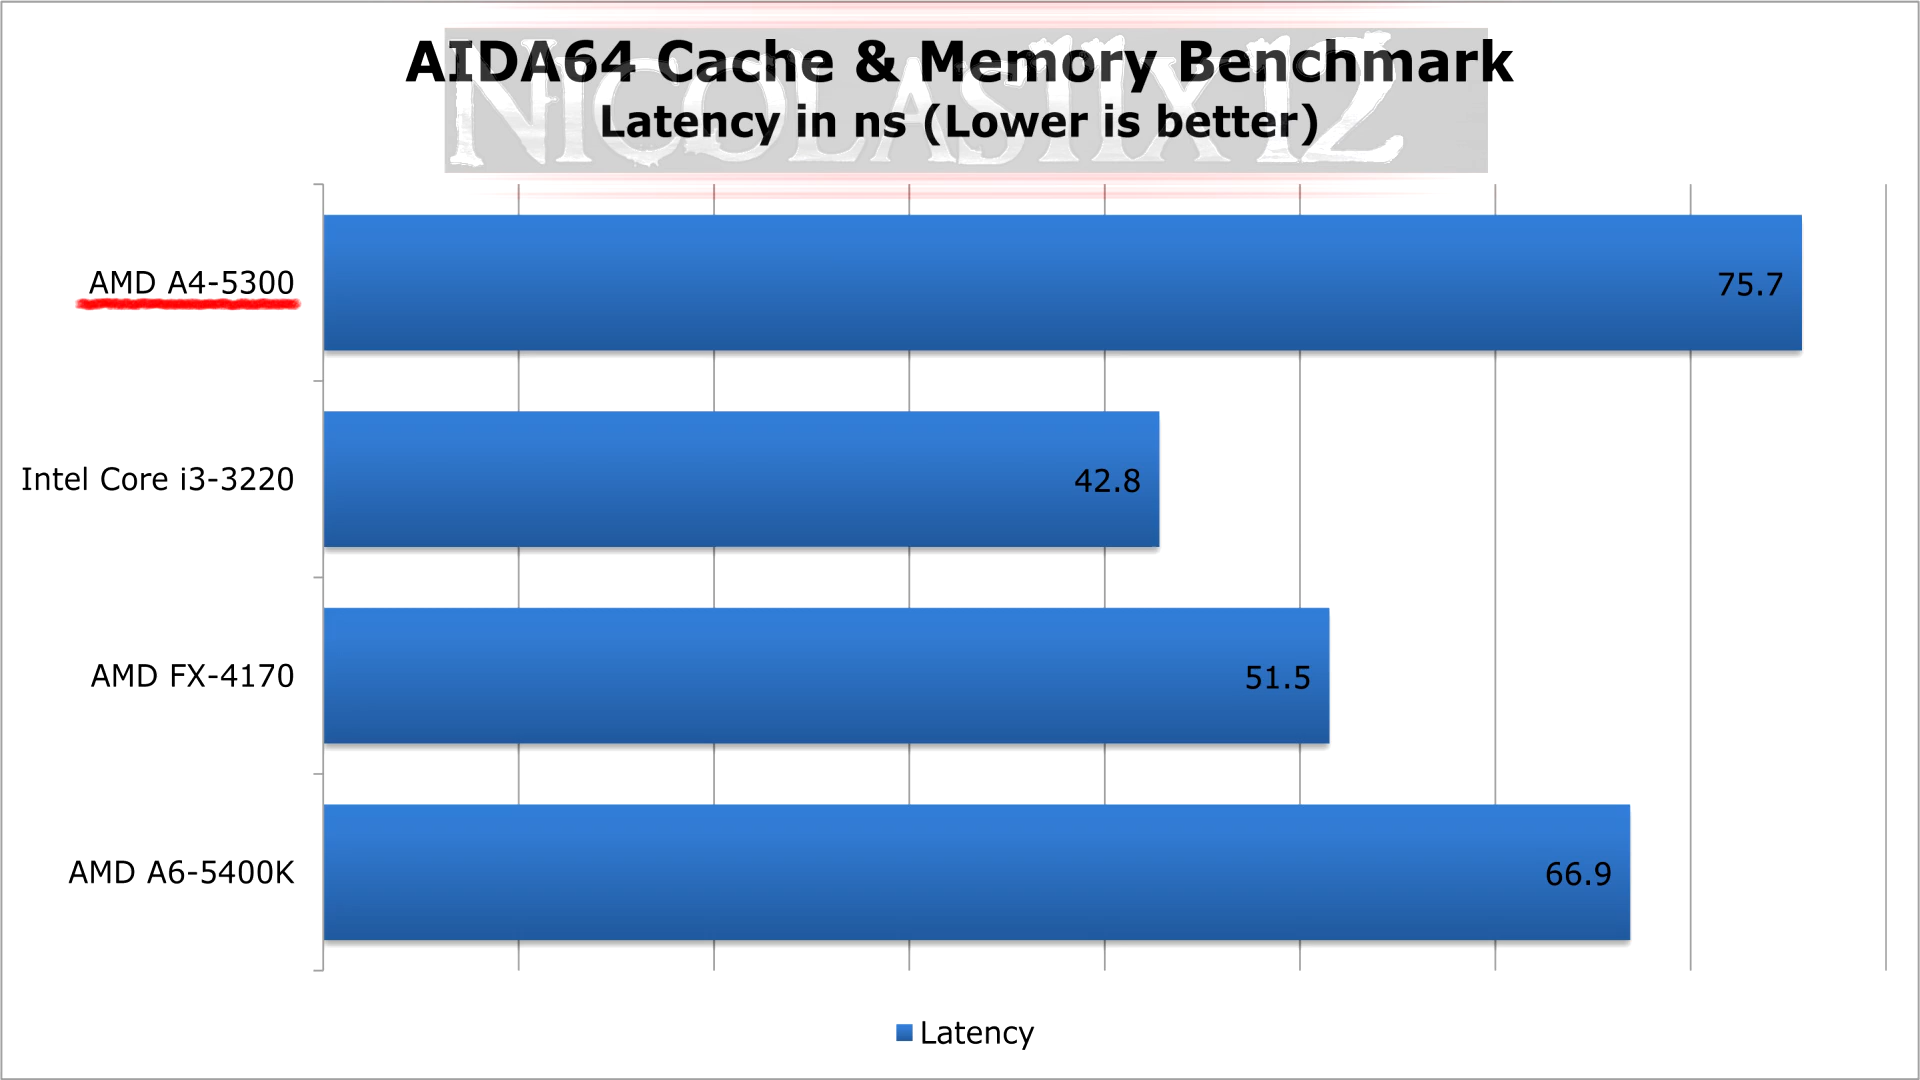 AIDA64 Cache & Memory Benchmark
Latency in ns (Lower is better)
NICOLAS11X12
AMD A4-5300
75.7
Intel Core i3-3220
42.8
AMD FX-4170
51.5
AMD A6-5400K
66.9
Latency